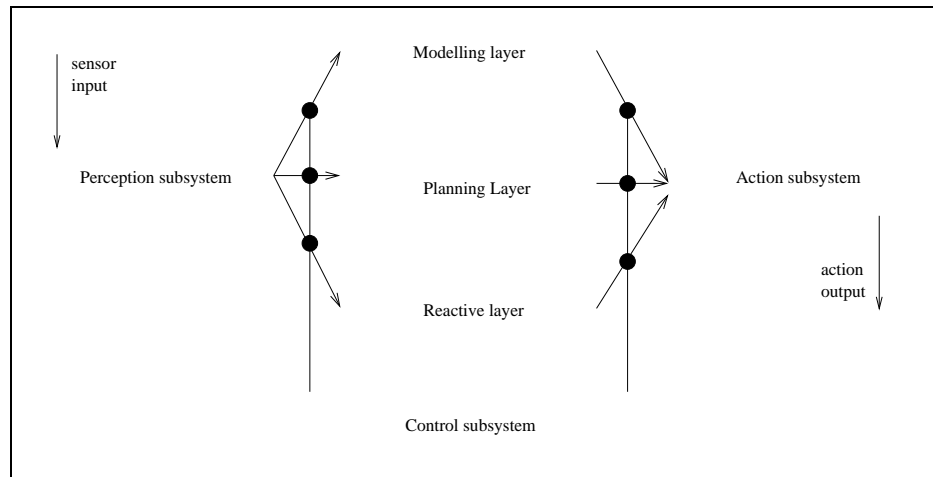 Modelling layer
sensor
input
Perception subsystem
Planning Layer
Action subsystem
action
output
Reactive layer
Control subsystem